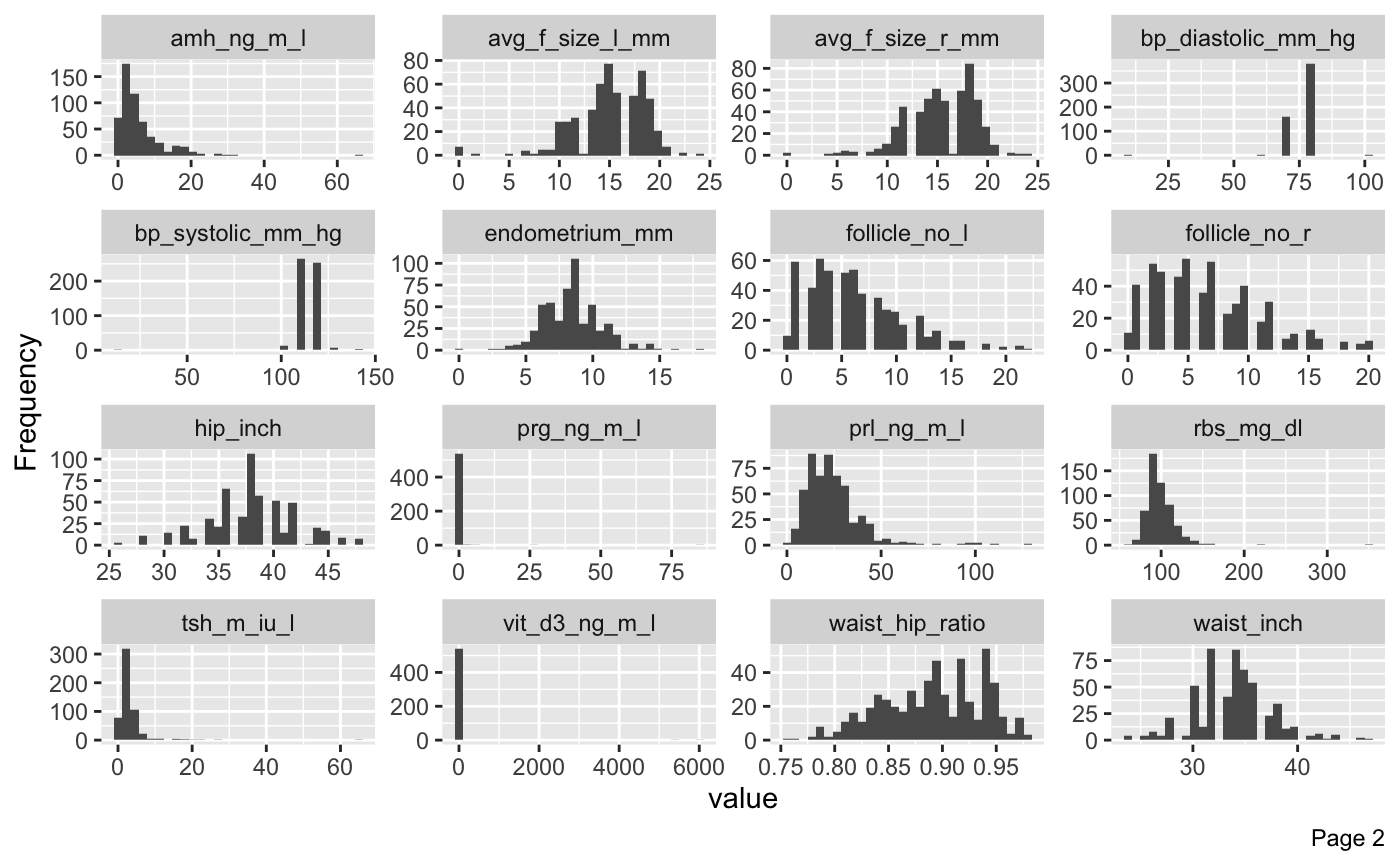 amh_ng_m_l avg_f_size_l_mm avg_f_size_r_mm bp_diastolic_mm_hg
150 80 80 300
100 60 60 200
50 40 40 100
0 20 20 0
0 0
0 20 40 60 0 5 10 15 20 25 0 5 10 15 20 25 25 50 75 100
bp_systolic_mm_hg endometrium_mm follicle_no_l follicle_no_r
200 100 60 40
100 75 40 20
0 50 20 0
25 0
0
50 100 150 0 5 10 15 0 5 10 15 20 0 5 10 15 20
Frequency
hip_inch prg_ng_m_l prl_ng_m_l rbs_mg_dl
100 400 75 150
75 200 50 100
50 0 25 50
25 0 0
0
25 30 35 40 45 0 25 50 75 0 50 100 100 200 300
tsh_m_iu_l vit_d3_ng_m_l waist_hip_ratio waist_inch
300 400 40 75
200 200 20 50
100 0 0 25
0 0
0 20 40 60 0 2000 4000 6000 0.75 0.80 0.85 0.90 0.95 30 40
value
Page 2